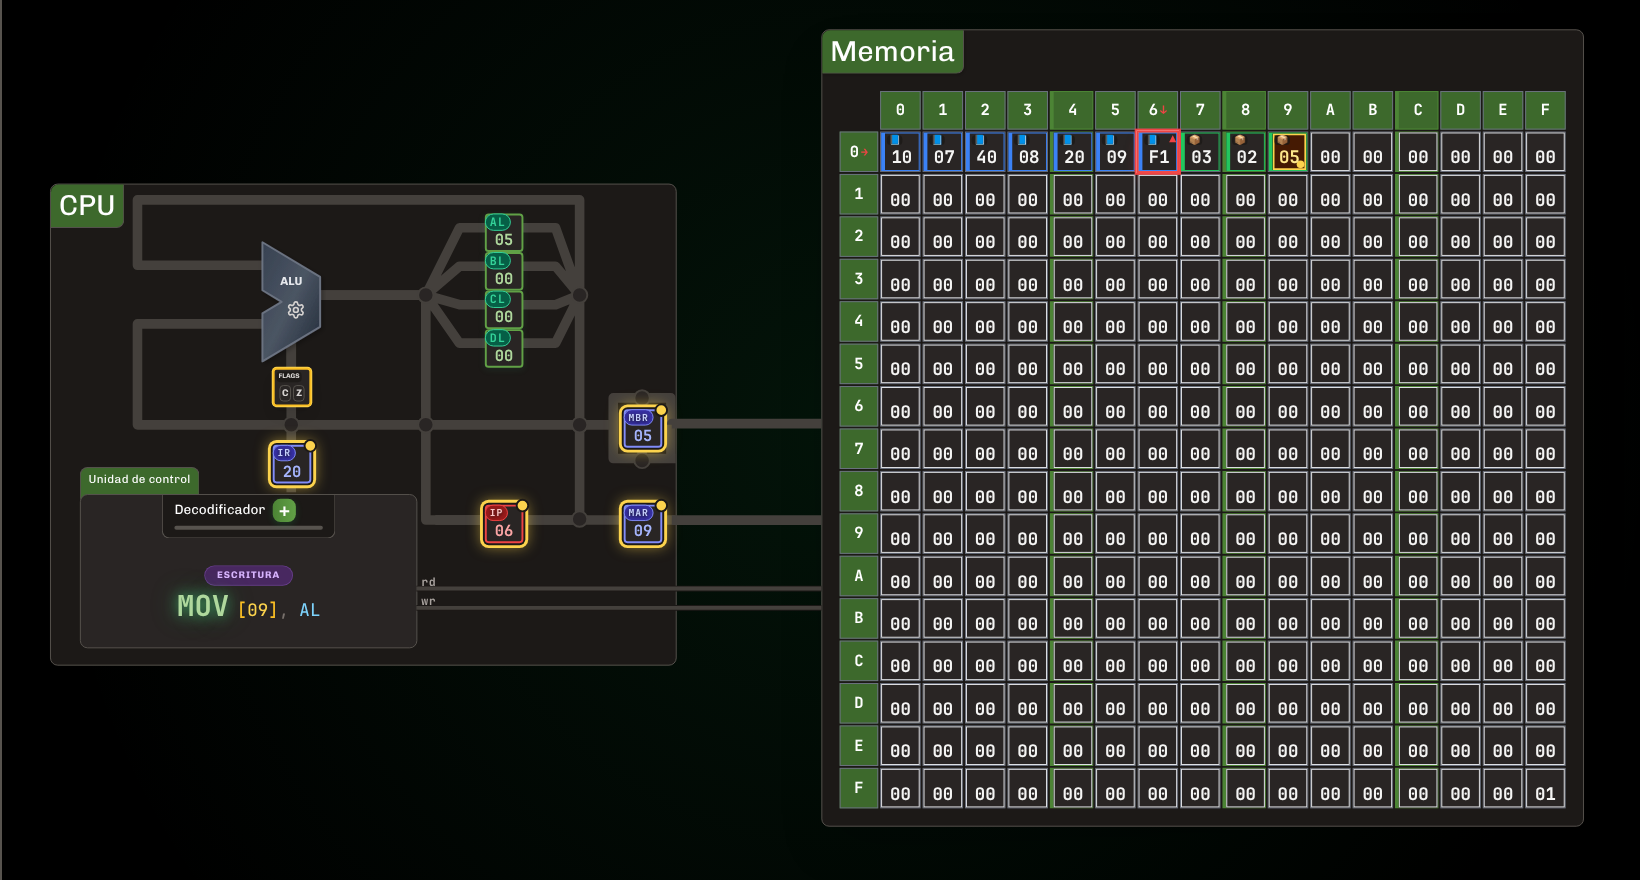 Memoria
0 1 2 3 4 5 6↓ 7 8 9 A B C D E F
0→ 10 07 40 08 20 09 F1 03 02 05 00 00 00 00 00 00
1 00 00 00 00 00 00 00 00 00 00 00 00 00 00 00 00
2 00 00 00 00 00 00 00 00 00 00 00 00 00 00 00 00
3 00 00 00 00 00 00 00 00 00 00 00 00 00 00 00 00
4 00 00 00 00 00 00 00 00 00 00 00 00 00 00 00 00
5 00 00 00 00 00 00 00 00 00 00 00 00 00 00 00 00
6 00 00 00 00 00 00 00 00 00 00 00 00 00 00 00 00
7 00 00 00 00 00 00 00 00 00 00 00 00 00 00 00 00
8 00 00 00 00 00 00 00 00 00 00 00 00 00 00 00 00
9 00 00 00 00 00 00 00 00 00 00 00 00 00 00 00 00
A 00 00 00 00 00 00 00 00 00 00 00 00 00 00 00 00
B 00 00 00 00 00 00 00 00 00 00 00 00 00 00 00 00
C 00 00 00 00 00 00 00 00 00 00 00 00 00 00 00 00
D 00 00 00 00 00 00 00 00 00 00 00 00 00 00 00 00
E 00 00 00 00 00 00 00 00 00 00 00 00 00 00 00 00
F 00 00 00 00 00 00 00 00 00 00 00 00 00 00 00 01
CPU
ALU
AL
05
BL
00
CL
00
DL
00
FLAGS
C Z
MBR
05
IR
20
IP
06
MAR
09
Unidad de control
Decodificador +
ESCRITURA
MOV [09], AL
rd
wr